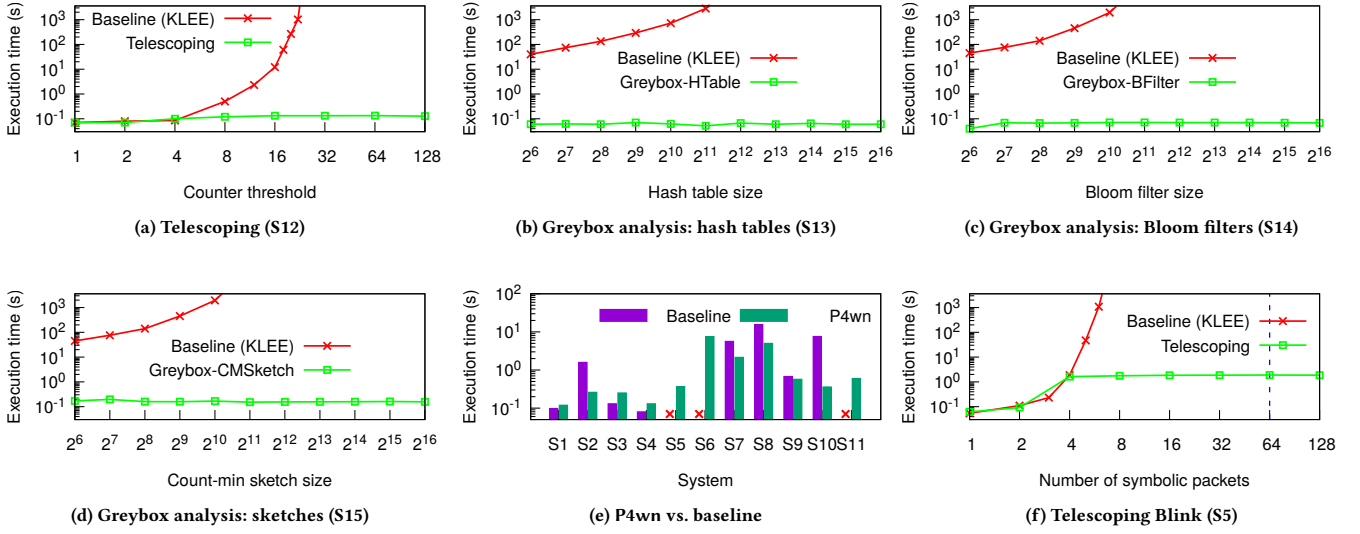 Execution time (s)
10³
10²
10¹
10⁰
10⁻¹
Baseline (KLEE)
Telescoping
1 2 4 8 16 32 64 128
Counter threshold
(a) Telescoping (S12)
Execution time (s)
10³
10²
10¹
10⁰
10⁻¹
Baseline (KLEE)
Greybox-HTable
2⁶ 2⁷ 2⁸ 2⁹ 2¹⁰ 2¹¹ 2¹² 2¹³ 2¹⁴ 2¹⁵ 2¹⁶
Hash table size
(b) Greybox analysis: hash tables (S13)
Execution time (s)
10³
10²
10¹
10⁰
10⁻¹
Baseline (KLEE)
Greybox-BFilter
2⁶ 2⁷ 2⁸ 2⁹ 2¹⁰ 2¹¹ 2¹² 2¹³ 2¹⁴ 2¹⁵ 2¹⁶
Bloom filter size
(c) Greybox analysis: Bloom filters (S14)
Execution time (s)
10³
10²
10¹
10⁰
10⁻¹
Baseline (KLEE)
Greybox-CMSketch
2⁶ 2⁷ 2⁸ 2⁹ 2¹⁰ 2¹¹ 2¹² 2¹³ 2¹⁴ 2¹⁵ 2¹⁶
Count-min sketch size
(d) Greybox analysis: sketches (S15)
Execution time (s)
10²
10¹
10⁰
10⁻¹
Baseline P4wn
S1 S2 S3 S4 S5 S6 S7 S8 S9 S10 S11
System
(e) P4wn vs. baseline
Execution time (s)
10³
10²
10¹
10⁰
10⁻¹
Baseline (KLEE)
Telescoping
1 2 4 8 16 32 64 128
Number of symbolic packets
(f) Telescoping Blink (S5)